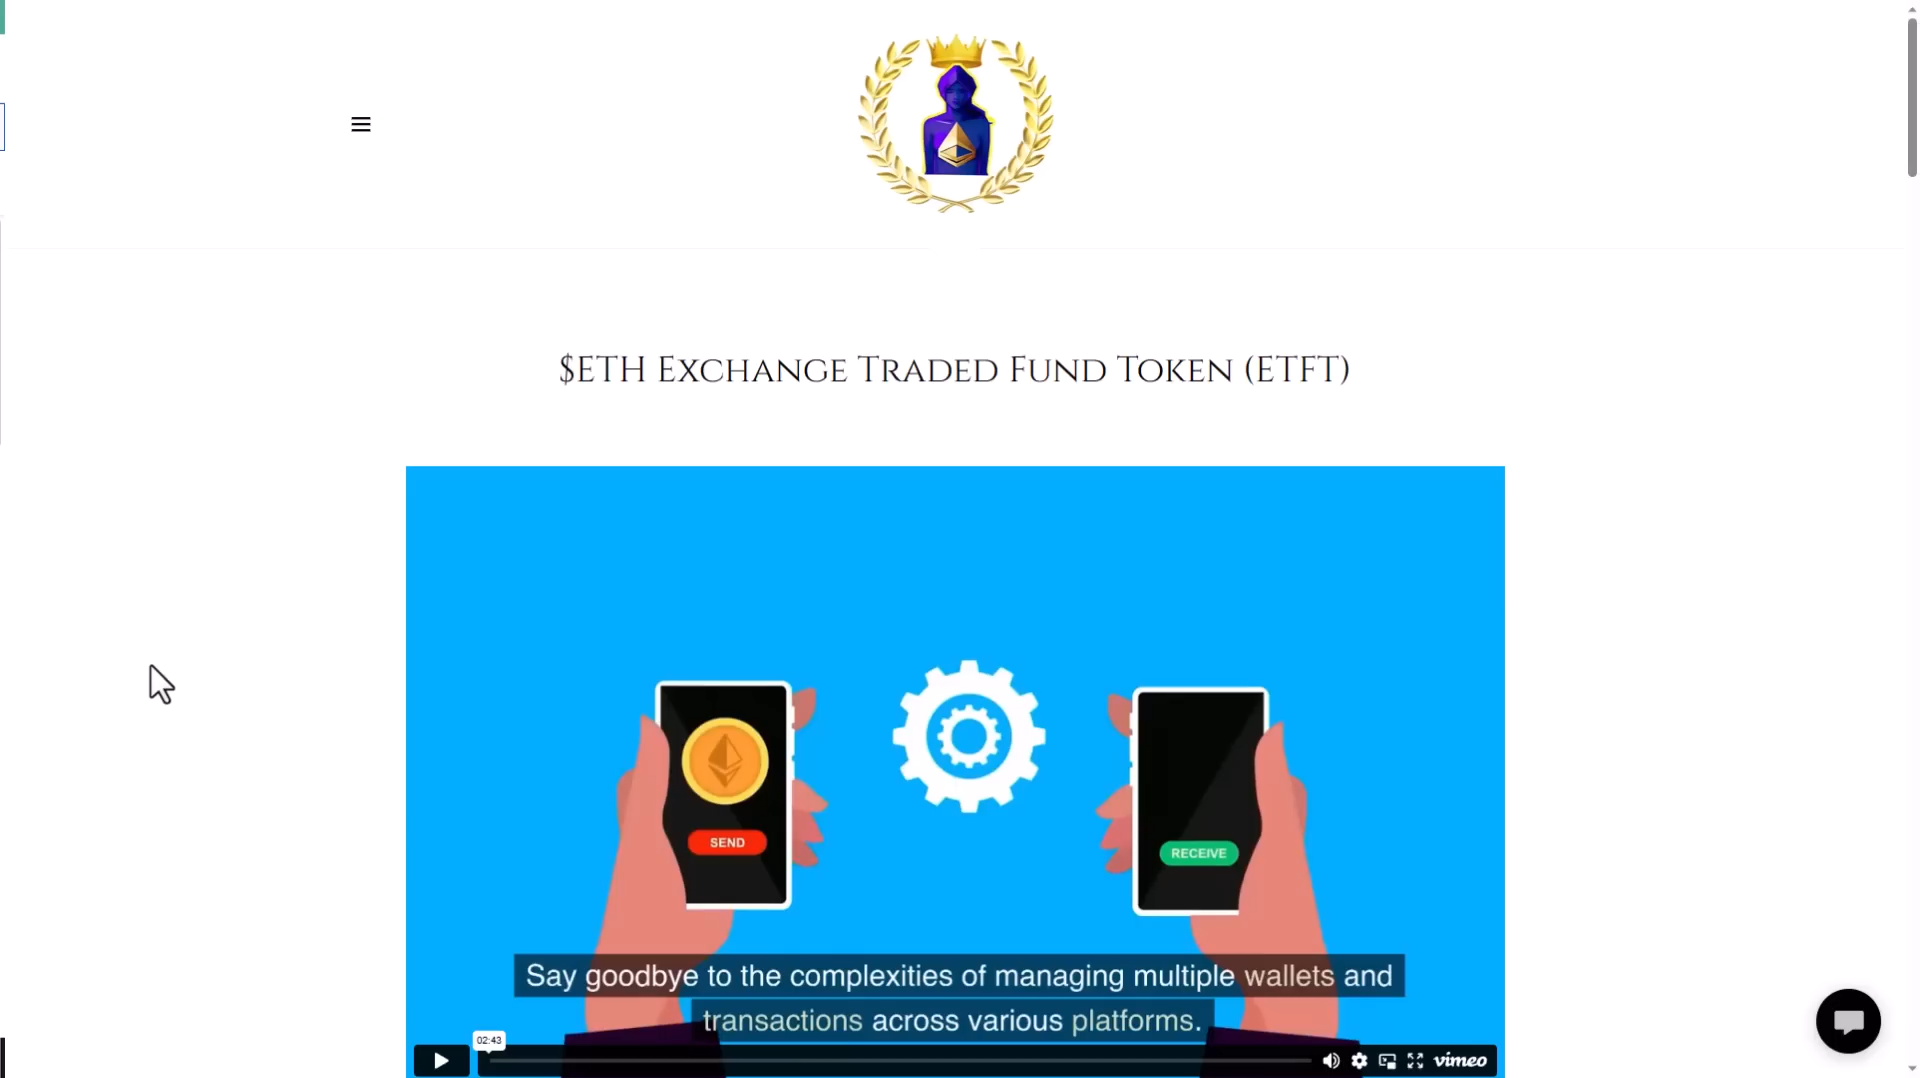 $ETH Exchange Traded Fund Token (ETFT)
SEND
RECEIVE
Say goodbye to the complexities of managing multiple wallets and
transactions across various platforms.
02:43
vimeo